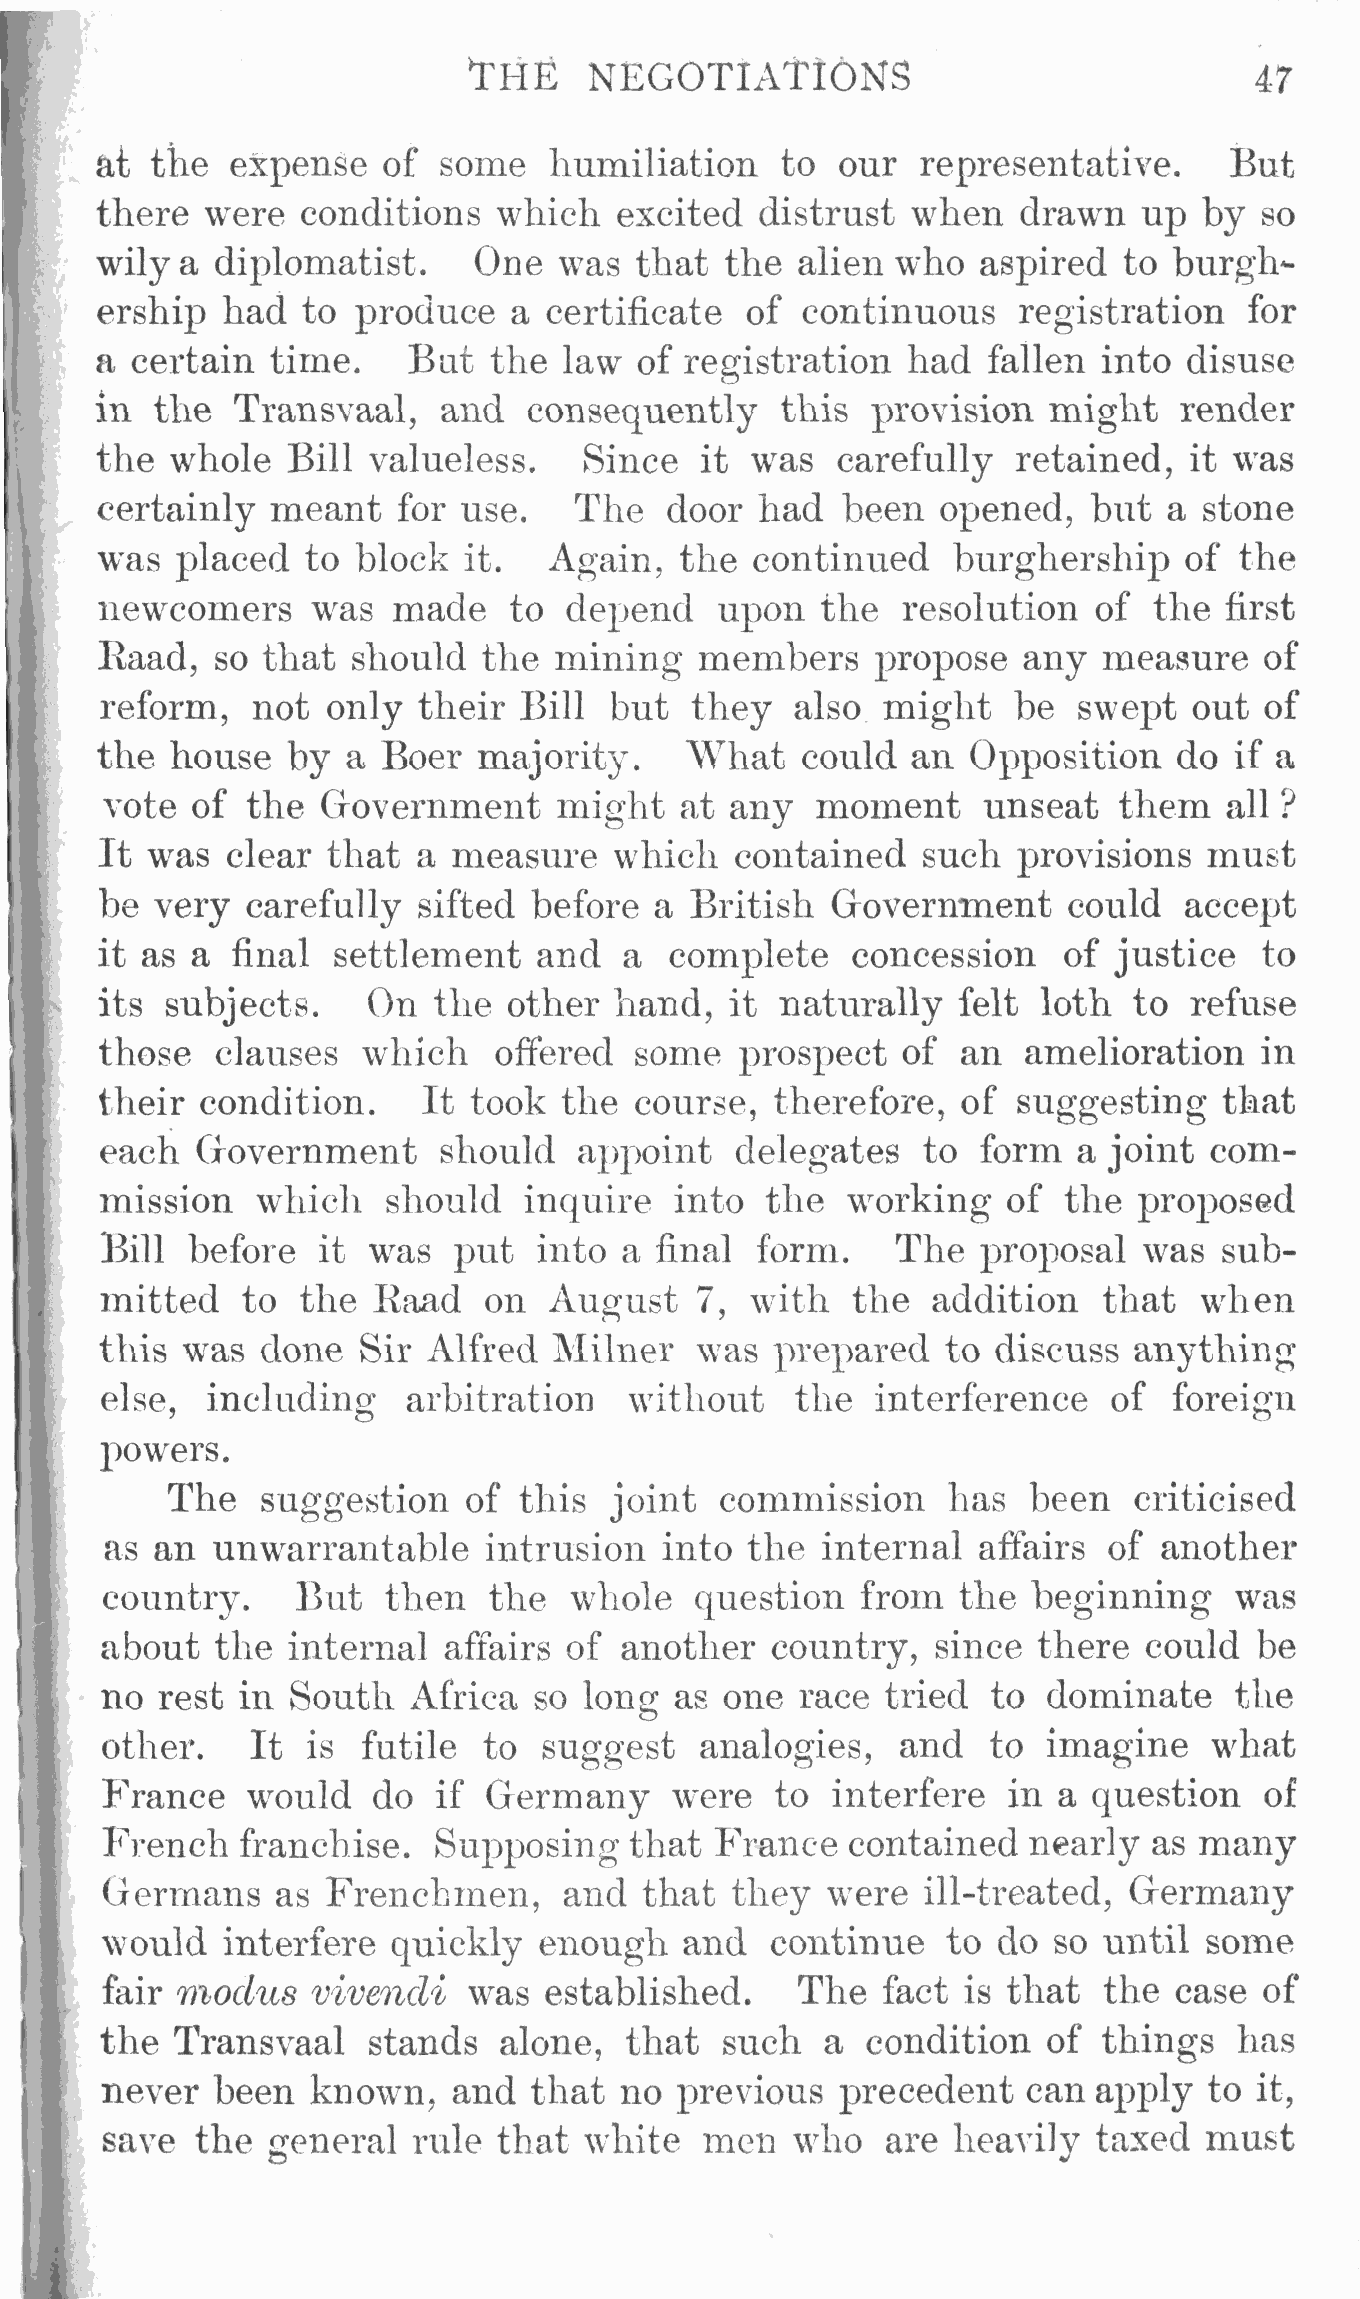 THE NEGOTIATIONS 47
at the expense of some humiliation to our representative. But
there were conditions which excited distrust when drawn up by so
wily a diplomatist. One was that the alien who aspired to burgh-
ership had to produce a certificate of continuous registration for
a certain time. But the law of registration had fallen into disuse
in the Transvaal, and consequently this provision might render
the whole Bill valueless. Since it was carefully retained, it was
certainly meant for use. The door had been opened, but a stone
was placed to block it. Again, the continued burghership of the
newcomers was made to depend upon the resolution of the first
Raad, so that should the mining members propose any measure of
reform, not only their Bill but they also might be swept out of
the house by a Boer majority. What could an Opposition do if a
vote of the Government might at any moment unseat them all ?
It was clear that a measure which contained such provisions must
be very carefully sifted before a British Government could accept
it as a final settlement and a complete concession of justice to
its subjects. On the other hand, it naturally felt loth to refuse
those clauses which offered some prospect of an amelioration in
their condition. It took the course, therefore, of suggesting that
each Government should appoint delegates to form a joint com-
mission which should inquire into the working of the proposed
Bill before it was put into a final form. The proposal was sub-
mitted to the Raad on August 7, with the addition that when
this was done Sir Alfred Milner was prepared to discuss anything
else, including arbitration without the interference of foreign
powers.
The suggestion of this joint commission has been criticised
as an unwarrantable intrusion into the internal affairs of another
country. But then the whole question from the beginning was
about the internal affairs of another country, since there could be
no rest in South Africa so long as one race tried to dominate the
other. It is futile to suggest analogies, and to imagine what
France would do if Germany were to interfere in a question of
French franchise. Supposing that France contained nearly as many
Germans as Frenchmen, and that they were ill-treated, Germany
would interfere quickly enough and continue to do so until some
fair modus vivendi was established. The fact is that the case of
the Transvaal stands alone, that such a condition of things has
never been known, and that no previous precedent can apply to it,
save the general rule that white men who are heavily taxed must